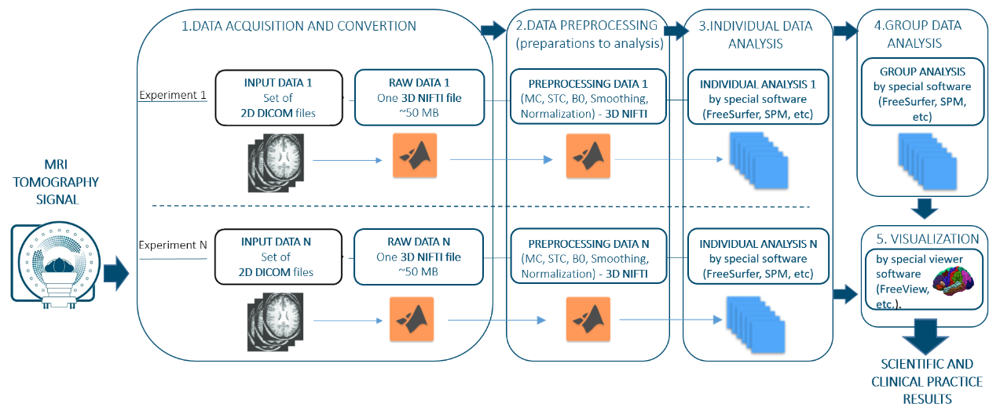 MRI
TOMOGRAPHY
SIGNAL
1.DATA ACQUISITION AND CONVERTION
Experiment 1
INPUT DATA 1
Set of
2D DICOM files
RAW DATA 1
One 3D NIFTI file
~50 MB
Experiment N
INPUT DATA N
Set of
2D DICOM files
RAW DATA N
One 3D NIFTI file
~50 MB
2.DATA PREPROCESSING
(preparations to analysis)
PREPROCESSING DATA 1
(MC, STC, B0, Smoothing,
Normalization) - 3D NIFTI
PREPROCESSING DATA N
(MC, STC, B0, Smoothing,
Normalization) - 3D NIFTI
3.INDIVIDUAL DATA
ANALYSIS
INDIVIDUAL ANALYSIS 1
by special software
(FreeSurfer, SPM, etc)
INDIVIDUAL ANALYSIS N
by special software
(FreeSurfer, SPM, etc)
4.GROUP DATA
ANALYSIS
GROUP ANALYSIS
by special software
(FreeSurfer, SPM,
etc)
5. VISUALIZATION
by special viewer
software
(FreeView,
etc.).
SCIENTIFIC AND
CLINICAL PRACTICE
RESULTS